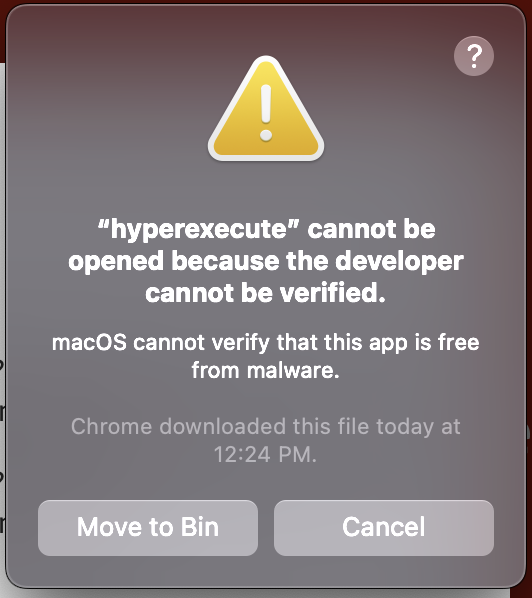 ?
“hyperexecute” cannot be
opened because the developer
cannot be verified.
macOS cannot verify that this app is free
from malware.
Chrome downloaded this file today at
12:24 PM.
Move to Bin
Cancel